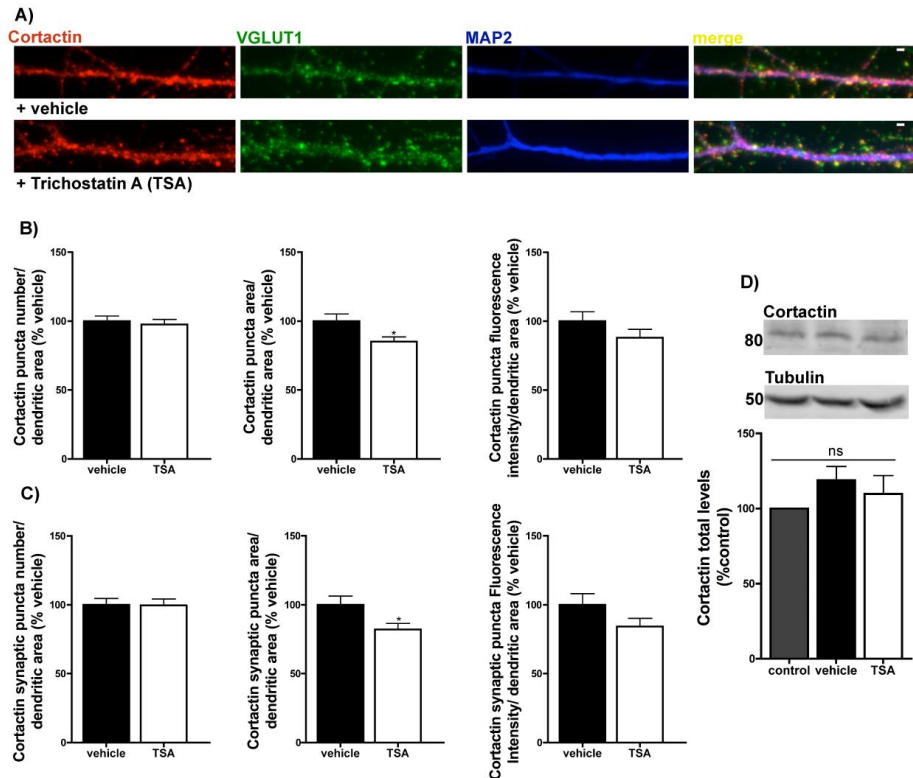 A)
Cortactin VGLUT1 MAP2 merge
+ vehicle
+ Trichostatin A (TSA)
B)
Cortactin puncta number/
dendritic area (% vehicle)
150
100
50
0
vehicle TSA
Cortactin puncta area/
dendritic area (% vehicle)
150
100
50
0
*
vehicle TSA
Cortactin puncta fluorescence
intensity/dendritic area (% vehicle)
150
100
50
0
vehicle TSA
C)
Cortactin synaptic puncta number/
dendritic area (% vehicle)
150
100
50
0
vehicle TSA
Cortactin synaptic puncta area/
dendritic area (% vehicle)
150
100
50
0
*
vehicle TSA
Cortactin synaptic puncta Fluorescence
Intensity/ dendritic area (% vehicle)
150
100
50
0
vehicle TSA
D)
Cortactin
80
Tubulin
50
Cortactin total levels
(%control)
150
100
50
0
ns
control vehicle TSA